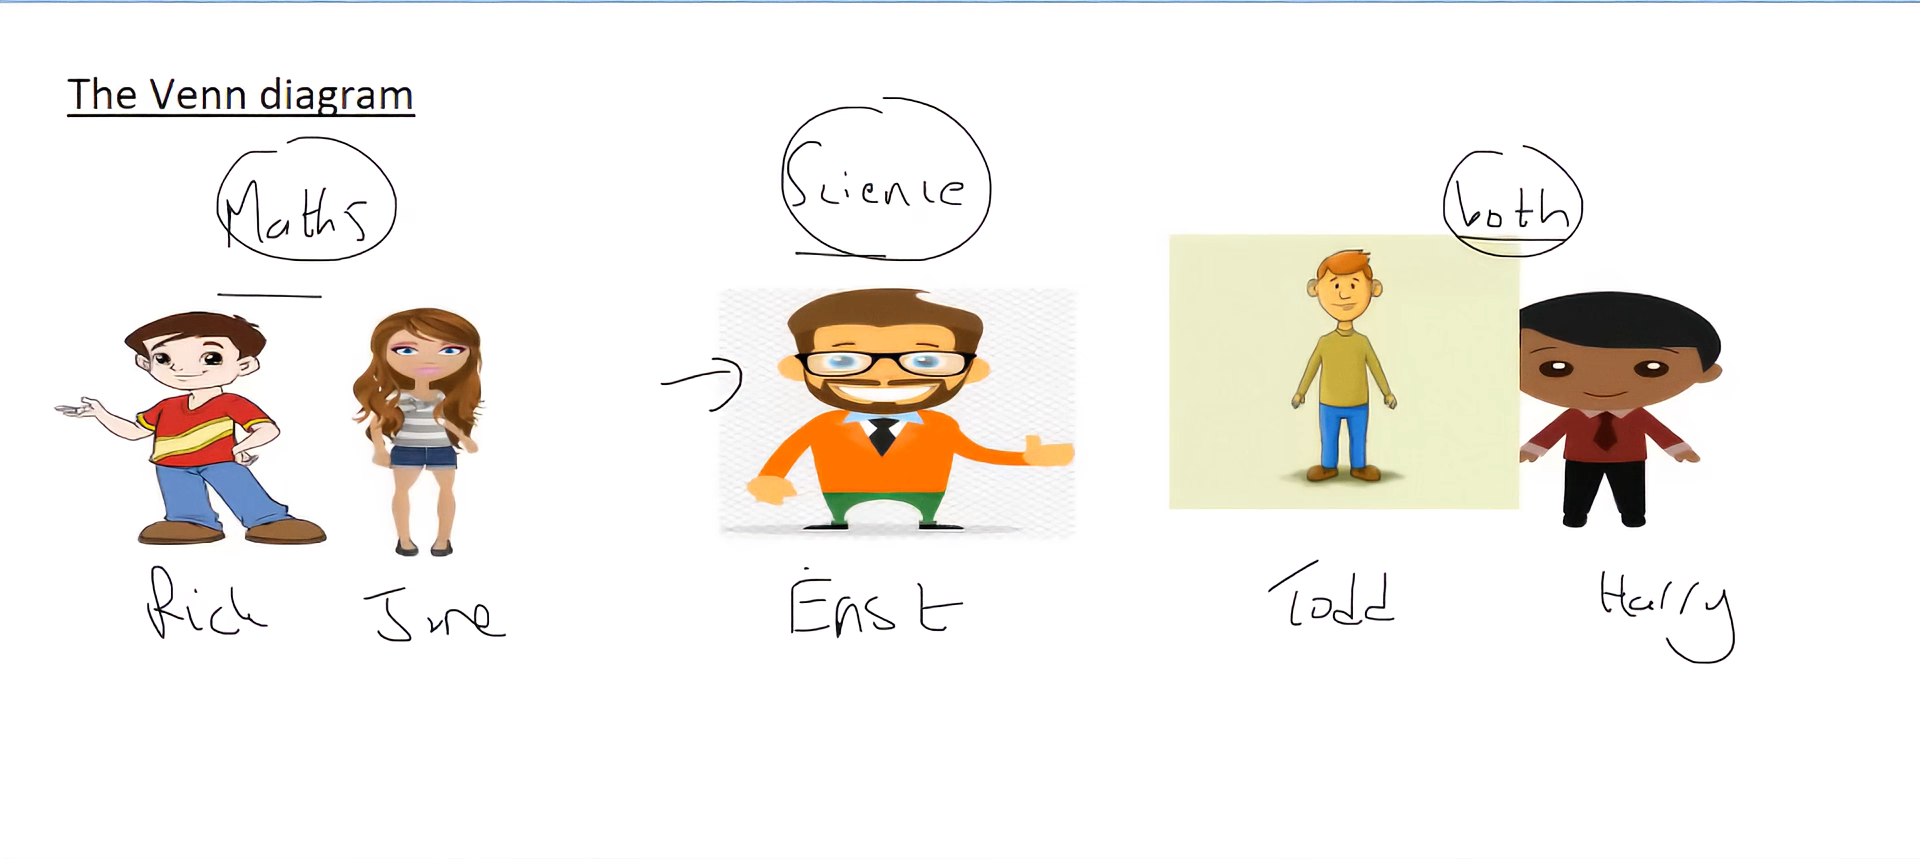 The Venn diagram
Maths
Science
both
Rick
June
Ernst
Todd
Harry